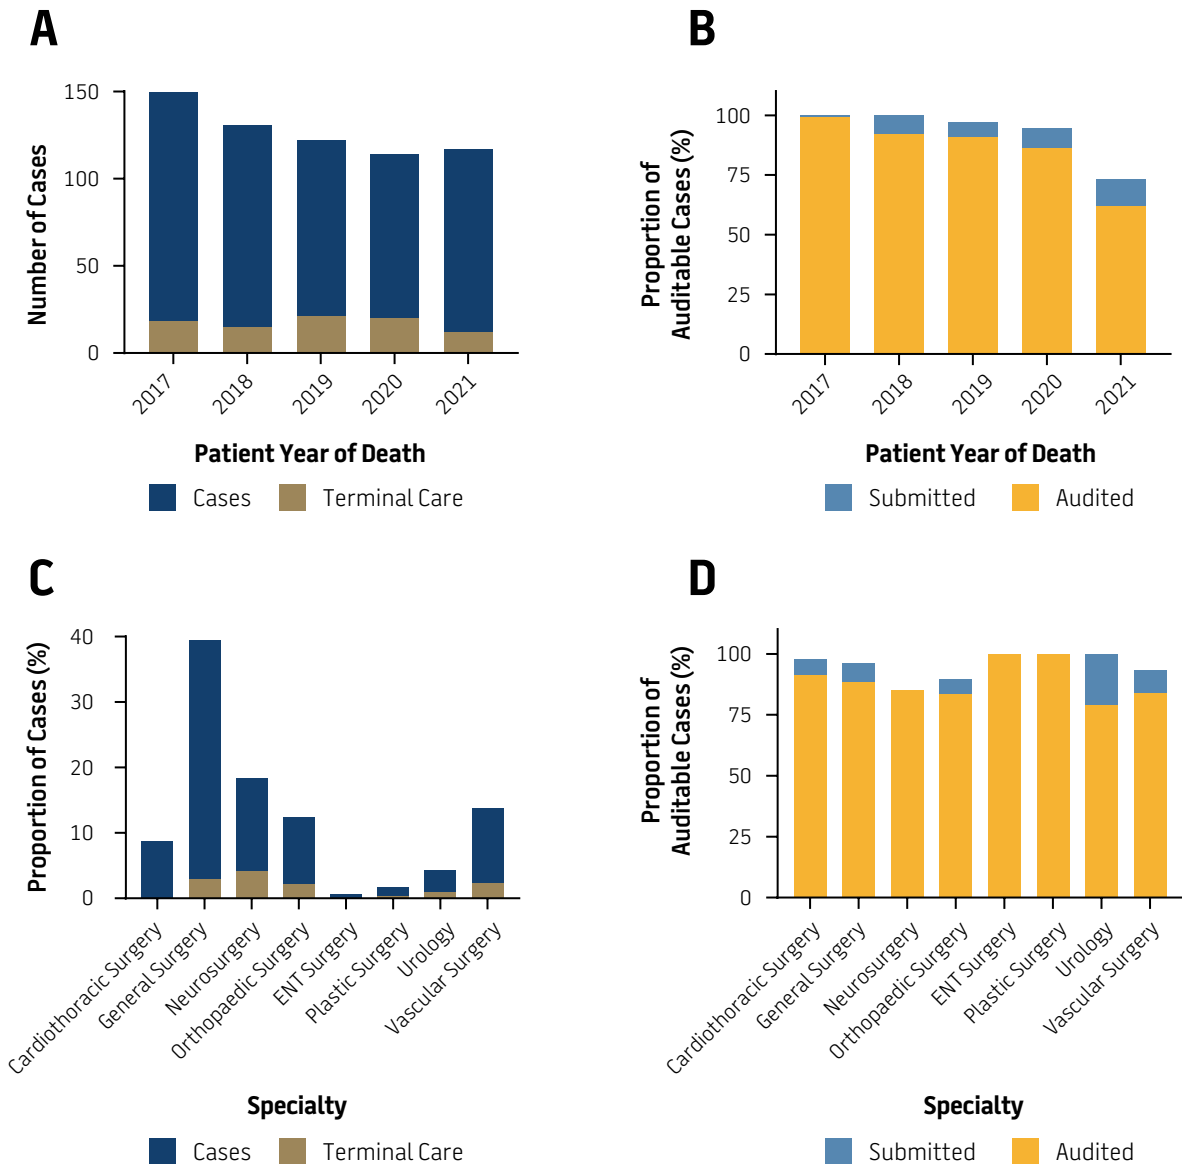 A
Number of Cases
150
100
50
0
2017
2018
2019
2020
2021
Patient Year of Death
Cases
Terminal Care
B
Proportion of
Auditable Cases (%)
100
75
50
25
0
2017
2018
2019
2020
2021
Patient Year of Death
Submitted
Audited
C
Proportion of Cases (%)
40
30
20
10
0
Cardiothoracic Surgery
General Surgery
Neurosurgery
Orthopaedic Surgery
ENT Surgery
Plastic Surgery
Urology
Vascular Surgery
Specialty
Cases
Terminal Care
D
Proportion of
Auditable Cases (%)
100
75
50
25
0
Cardiothoracic Surgery
General Surgery
Neurosurgery
Orthopaedic Surgery
ENT Surgery
Plastic Surgery
Urology
Vascular Surgery
Specialty
Submitted
Audited